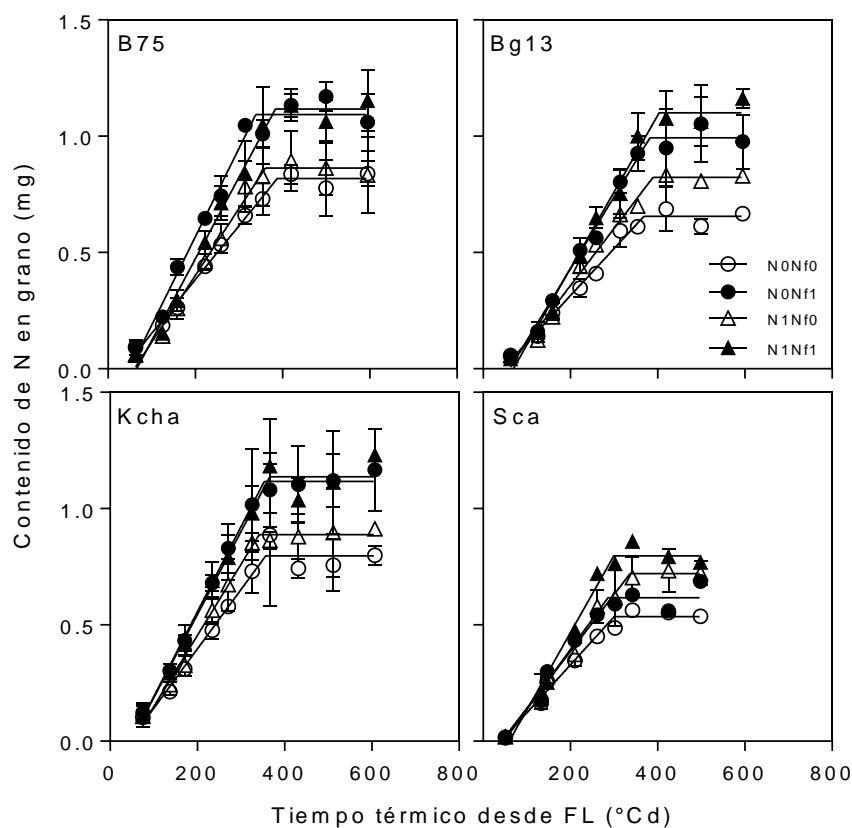 1.5
B75
Bg13
1.0
0.5
0.0
N0Nf0
N0Nf1
N1Nf0
N1Nf1
Contenido de N en grano (mg)
1.5
Kcha
Sca
1.0
0.5
0.0
0 200 400 600 800 200 400 600 800
Tiempo térmico desde FL (°Cd)